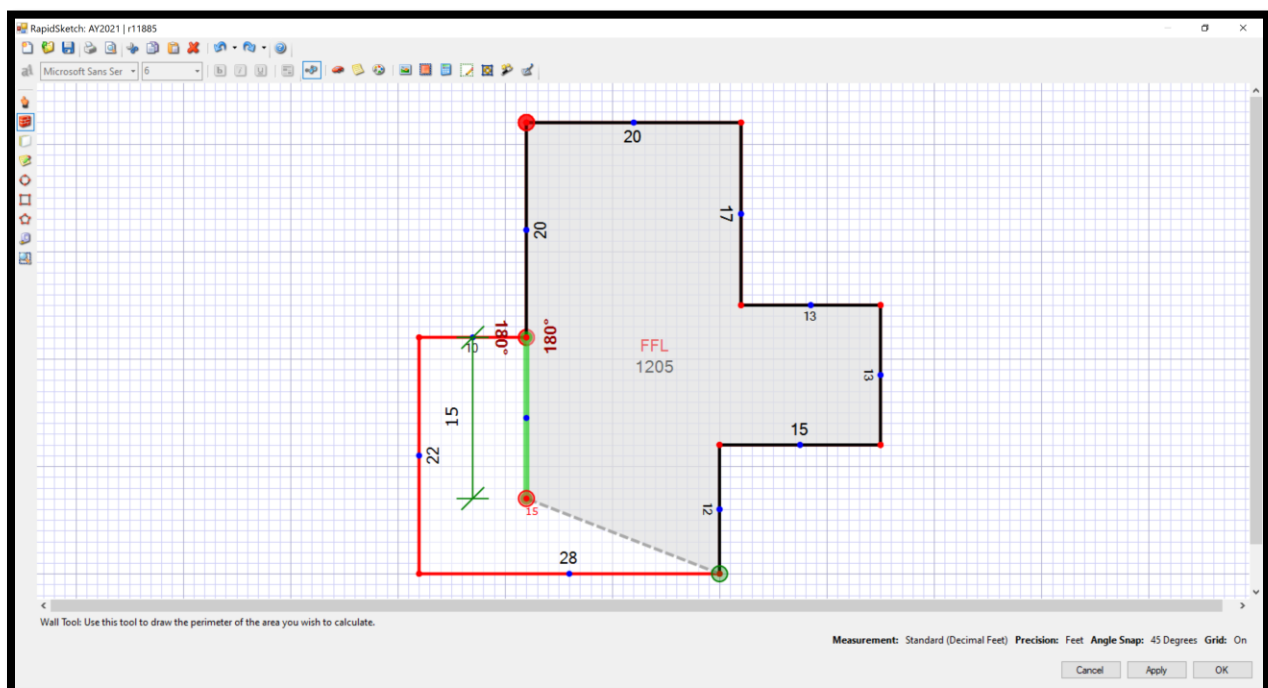 RapidSketch: AY2021 | r11885
Microsoft Sans Ser 6
20
20
17
13
180°
180°
10
FFL
1205
13
15
15
22
12
15
28
Wall Tool: Use this tool to draw the perimeter of the area you wish to calculate.
Measurement: Standard (Decimal Feet) Precision: Feet Angle Snap: 45 Degrees Grid: On
Cancel Apply OK